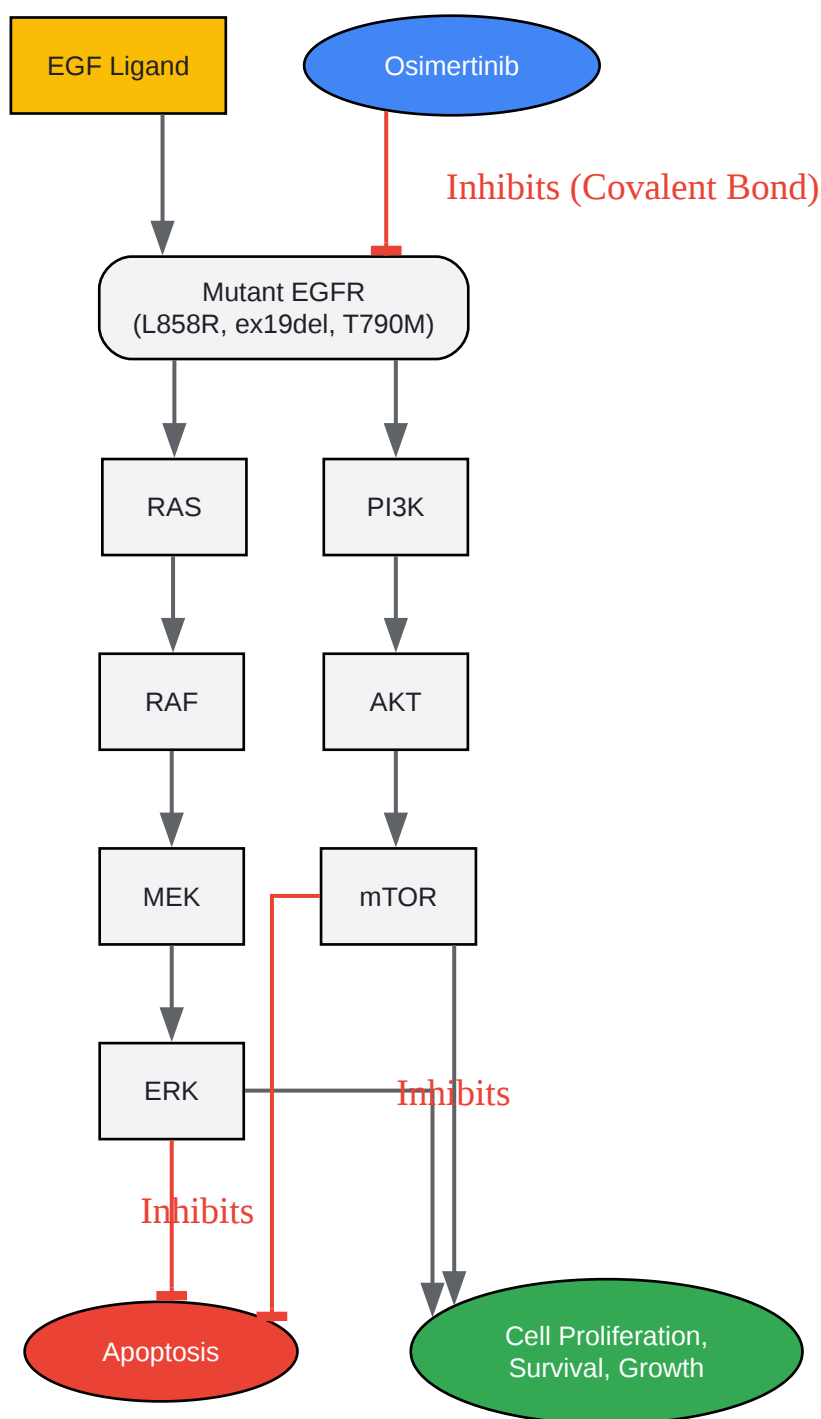 EGF Ligand
Osimertinib
Inhibits (Covalent Bond)
Mutant EGFR
(L858R, ex19del, T790M)
RAS
PI3K
RAF
AKT
MEK
mTOR
ERK
Inhibits
Inhibits
Apoptosis
Cell Proliferation,
Survival, Growth